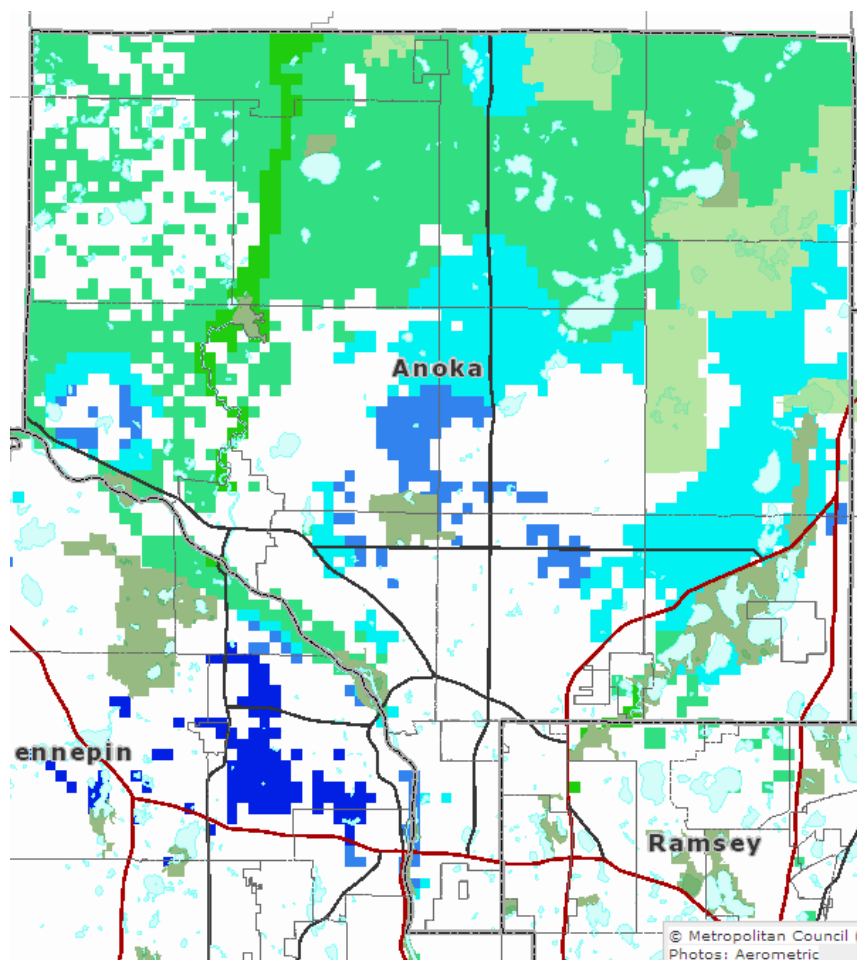 Anoka
ennepin
Ramsey
© Metropolitan Council (
Photos: Aerometric